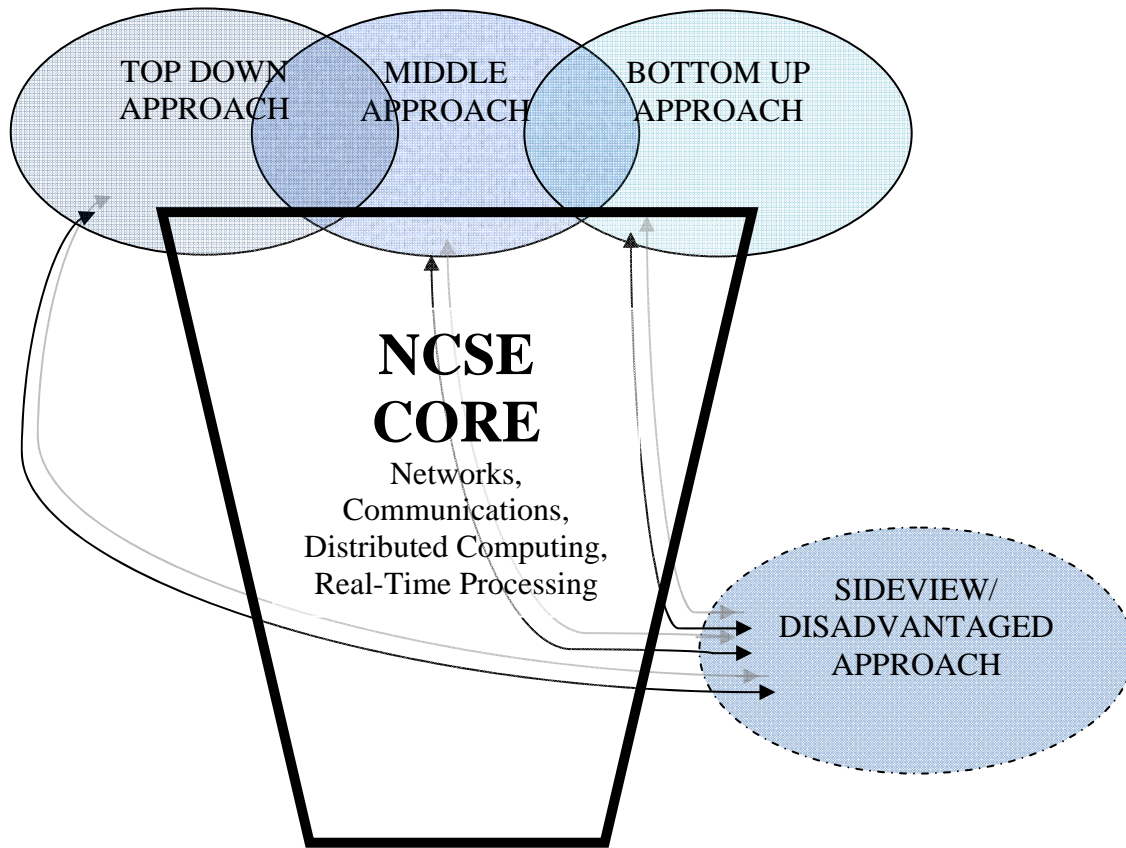 TOP DOWN
APPROACH
MIDDLE
APPROACH
BOTTOM UP
APPROACH
NCSE
CORE
Networks,
Communications,
Distributed Computing,
Real-Time Processing
SIDEVIEW/
DISADVANTAGED
APPROACH